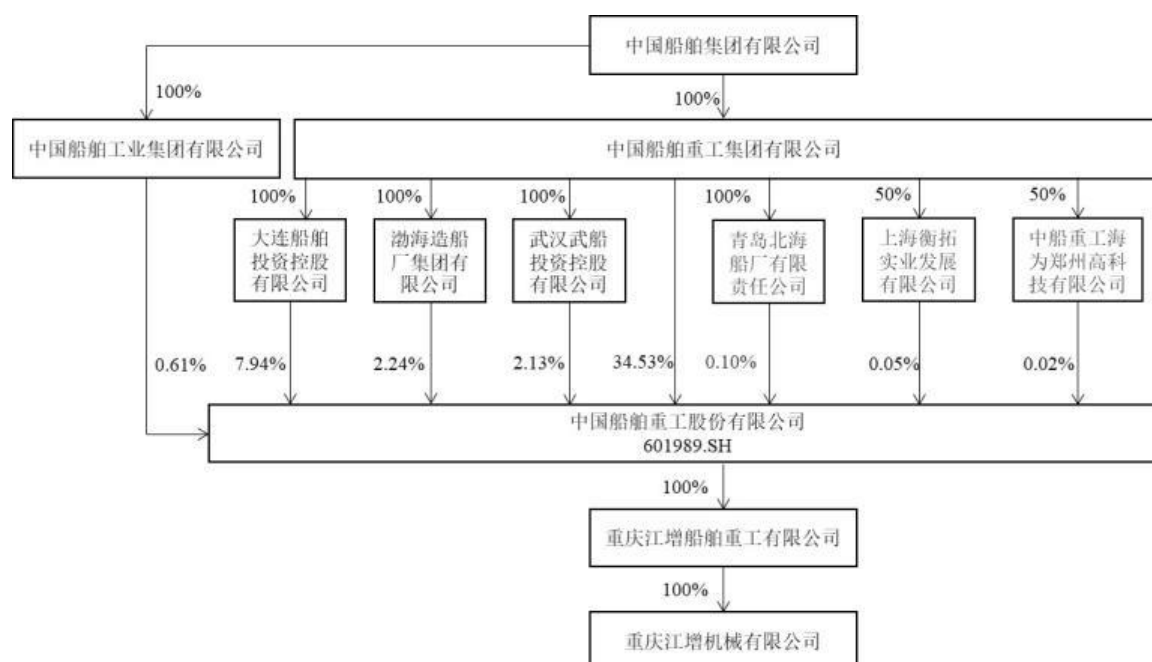 中国船舶集团有限公司
100%
100%
中国船舶工业集团有限公司
中国船舶重工集团有限公司
100%
100%
100%
100%
50%
50%
大连船舶
投资控股
有限公司
渤海造船
厂集团有
限公司
武汉武船
投资控股
有限公司
青岛北海
船厂有限
责任公司
上海衡拓
实业发展
有限公司
中船重工海
为郑州高科
技有限公司
0.61%
7.94%
2.24%
2.13%
34.53%
0.10%
0.05%
0.02%
中国船舶重工股份有限公司
601989.SH
100%
重庆江增船舶重工有限公司
100%
重庆江增机械有限公司